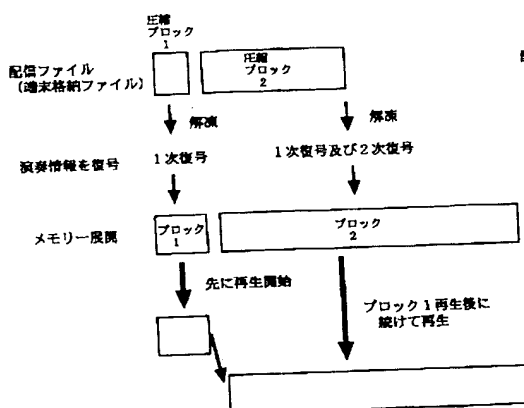 圧縮
ブロック
1
配信ファイル
(端末格納ファイル)
圧縮
ブロック
2
解凍
解凍
演奏情報を復号
1次復号
1次復号及び2次復号
メモリー展開
ブロック
1
ブロック
2
先に再生開始
ブロック1再生後に
続けて再生